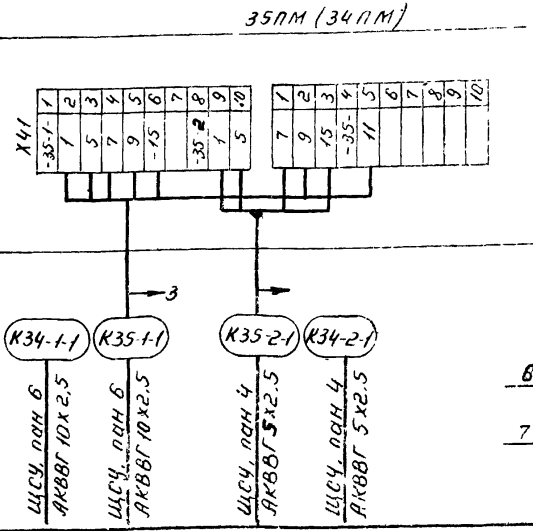 35ПМ (34ПМ)
X41
-35-1- 1
1 2
5 3
7 4
9 5
-15 6
7
-35-2 8
1 9
5 10
7 1
9 2
15 3
-35- 4
11 5
6
7
8
9
10
3
К34-1-1
К35-1-1
К35-2-1
К34-2-1
ЩСУ, пан 6
АКВВГ 10х2,5
ЩСУ, пан 6
АКВВГ 10х2.5
ЩСУ, пан 4
АКВВГ 5х2.5
ЩСУ, пан 4
АКВВГ 5х2.5
7